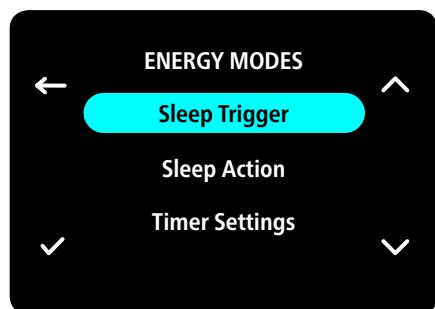 ENERGY MODES
Sleep Trigger
Sleep Action
Timer Settings